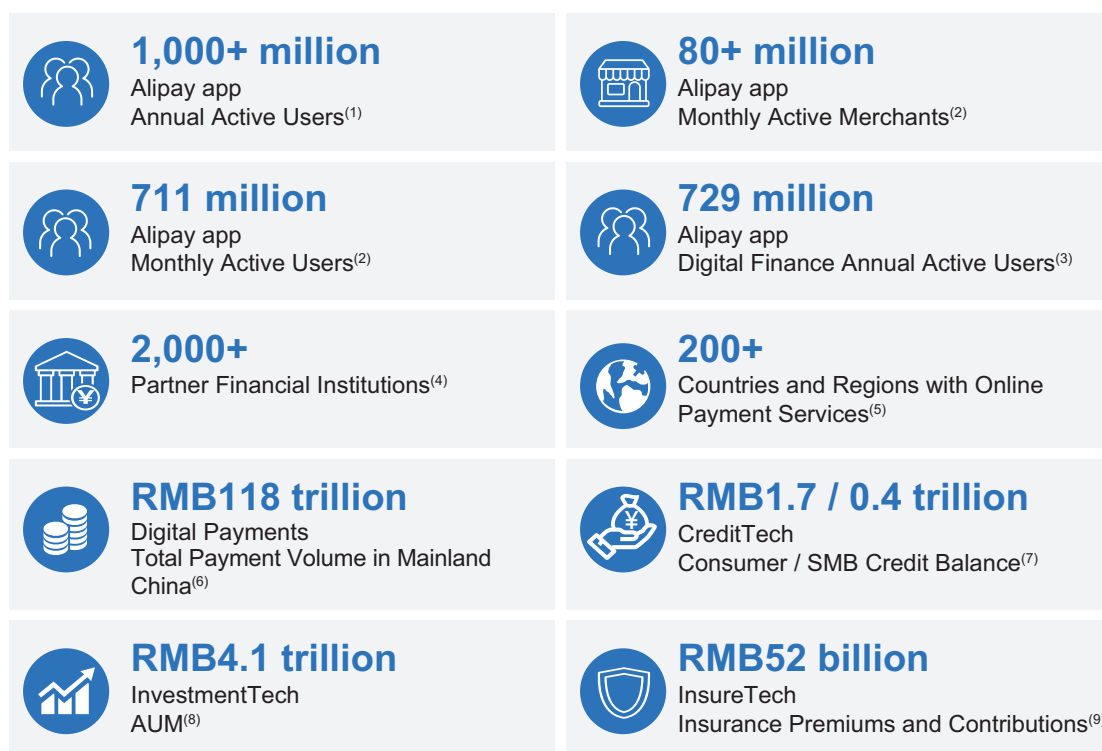 1,000+ million
Alipay app
Annual Active Users(1)
80+ million
Alipay app
Monthly Active Merchants(2)
711 million
Alipay app
Monthly Active Users(2)
729 million
Alipay app
Digital Finance Annual Active Users(3)
2,000+
Partner Financial Institutions(4)
¥
200+
Countries and Regions with Online
Payment Services(5)
RMB118 trillion
Digital Payments
Total Payment Volume in Mainland
China(6)
RMB1.7 / 0.4 trillion
CreditTech
Consumer / SMB Credit Balance(7)
¥
RMB4.1 trillion
InvestmentTech
AUM(8)
RMB52 billion
InsureTech
Insurance Premiums and Contributions(9)